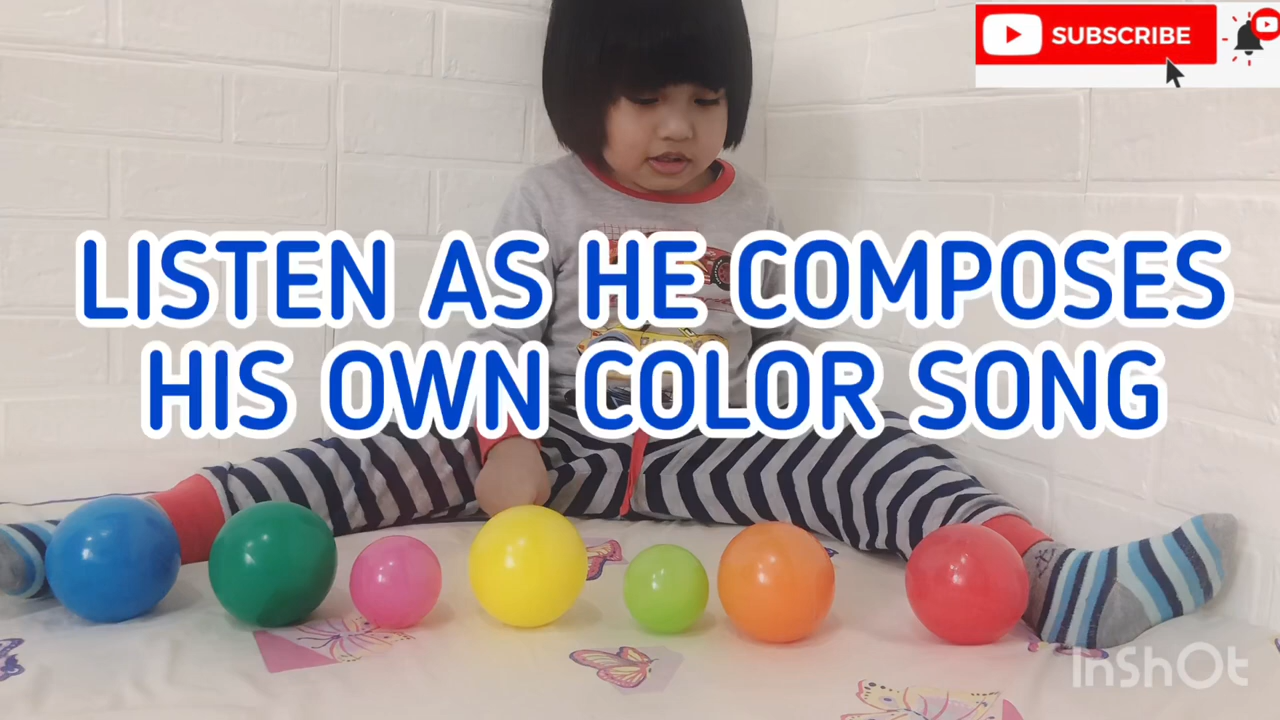 SUBSCRIBE
LISTEN AS HE COMPOSES
HIS OWN COLOR SONG
InShOt